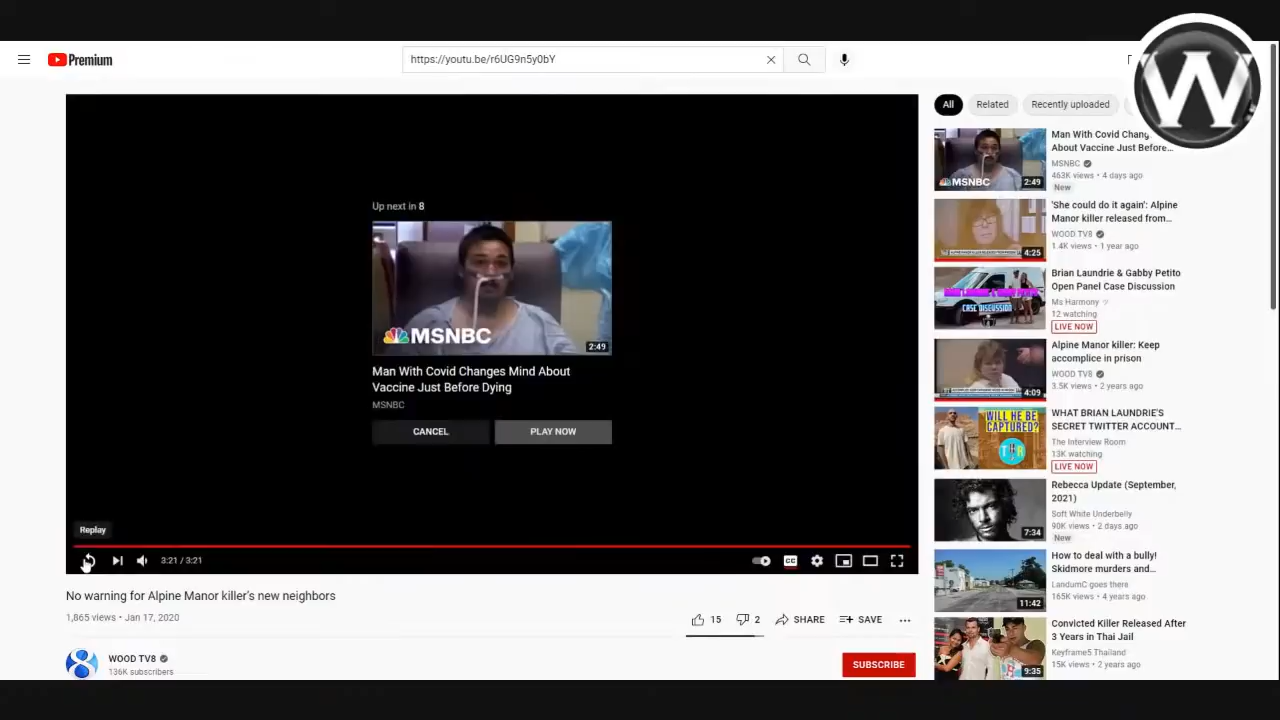 Premium
https://youtu.be/r6UG9n5y0bY
W
Up next in 8
MSNBC
2:49
Man With Covid Changes Mind About
Vaccine Just Before Dying
MSNBC
CANCEL
PLAY NOW
Replay
3:21 / 3:21
CC
No warning for Alpine Manor killer's new neighbors
1,865 views • Jan 17, 2020
15
2
SHARE
SAVE
WOOD TV8
136K subscribers
SUBSCRIBE
All
Related
Recently uploaded
MSNBC
2:49
Man With Covid Chang
About Vaccine Just Before...
MSNBC
463K views • 4 days ago
New
4:25
'She could do it again': Alpine
Manor killer released from...
WOOD TV8
1.4K views • 1 year ago
CASE DISCUSSION
Brian Laundrie & Gabby Petito
Open Panel Case Discussion
Ms Harmony
12 watching
LIVE NOW
4:09
Alpine Manor killer: Keep
accomplice in prison
WOOD TV8
3.5K views • 2 years ago
WILL HE BE
CAPTURED?
WHAT BRIAN LAUNDRIE'S
SECRET TWITTER ACCOUNT...
The Interview Room
13K watching
LIVE NOW
7:34
Rebecca Update (September,
2021)
Soft White Underbelly
90K views • 2 days ago
New
11:42
How to deal with a bully!
Skidmore murders and...
LandumC goes there
165K views • 4 years ago
9:35
Convicted Killer Released After
3 Years in Thai Jail
Keyframe5 Thailand
15K views • 2 years ago